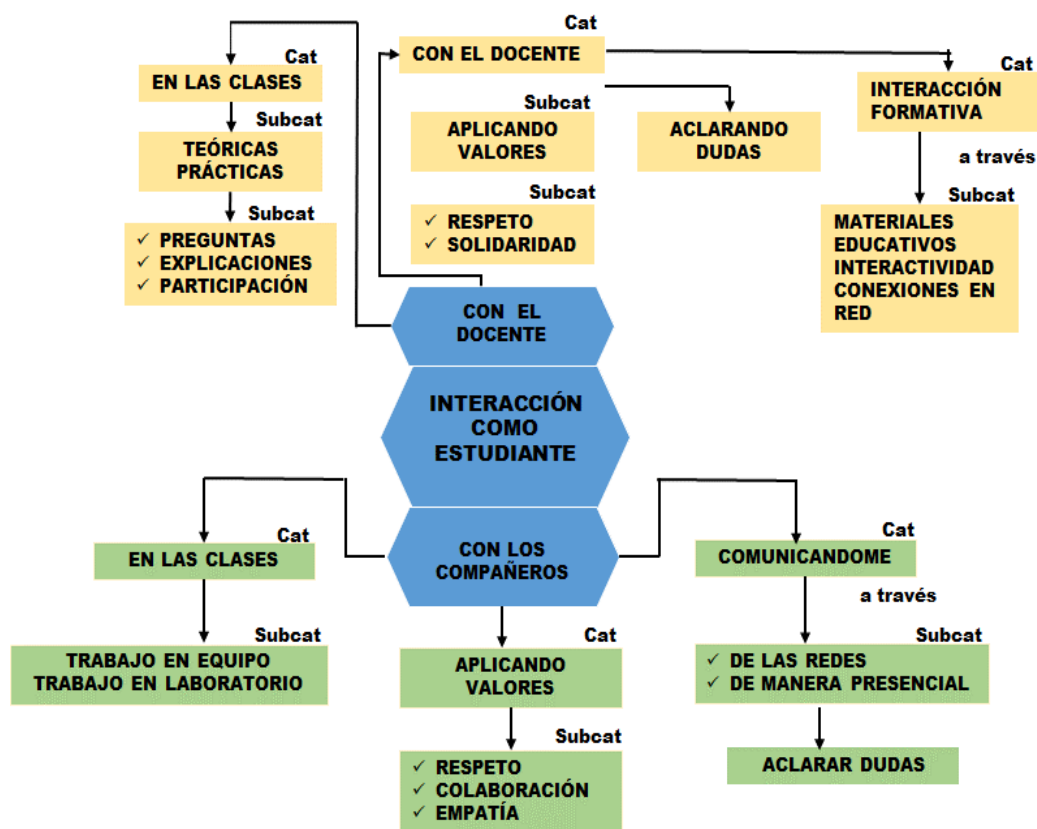 Cat
EN LAS CLASES
Subcat
TEÓRICAS
PRÁCTICAS
Subcat
✓ PREGUNTAS
✓ EXPLICACIONES
✓ PARTICIPACIÓN
Cat
CON EL DOCENTE
Subcat
APLICANDO
VALORES
ACLARANDO
DUDAS
Subcat
✓ RESPETO
✓ SOLIDARIDAD
Cat
INTERACCIÓN
FORMATIVA
a través
Subcat
MATERIALES
EDUCATIVOS
INTERACTIVIDAD
CONEXIONES EN
RED
CON EL
DOCENTE
INTERACCIÓN
COMO
ESTUDIANTE
CON LOS
COMPAÑEROS
Cat
EN LAS CLASES
Subcat
TRABAJO EN EQUIPO
TRABAJO EN LABORATORIO
Cat
APLICANDO
VALORES
Subcat
✓ RESPETO
✓ COLABORACIÓN
✓ EMPATÍA
Cat
COMUNICANDOME
a través
Subcat
✓ DE LAS REDES
✓ DE MANERA PRESENCIAL
ACLARAR DUDAS